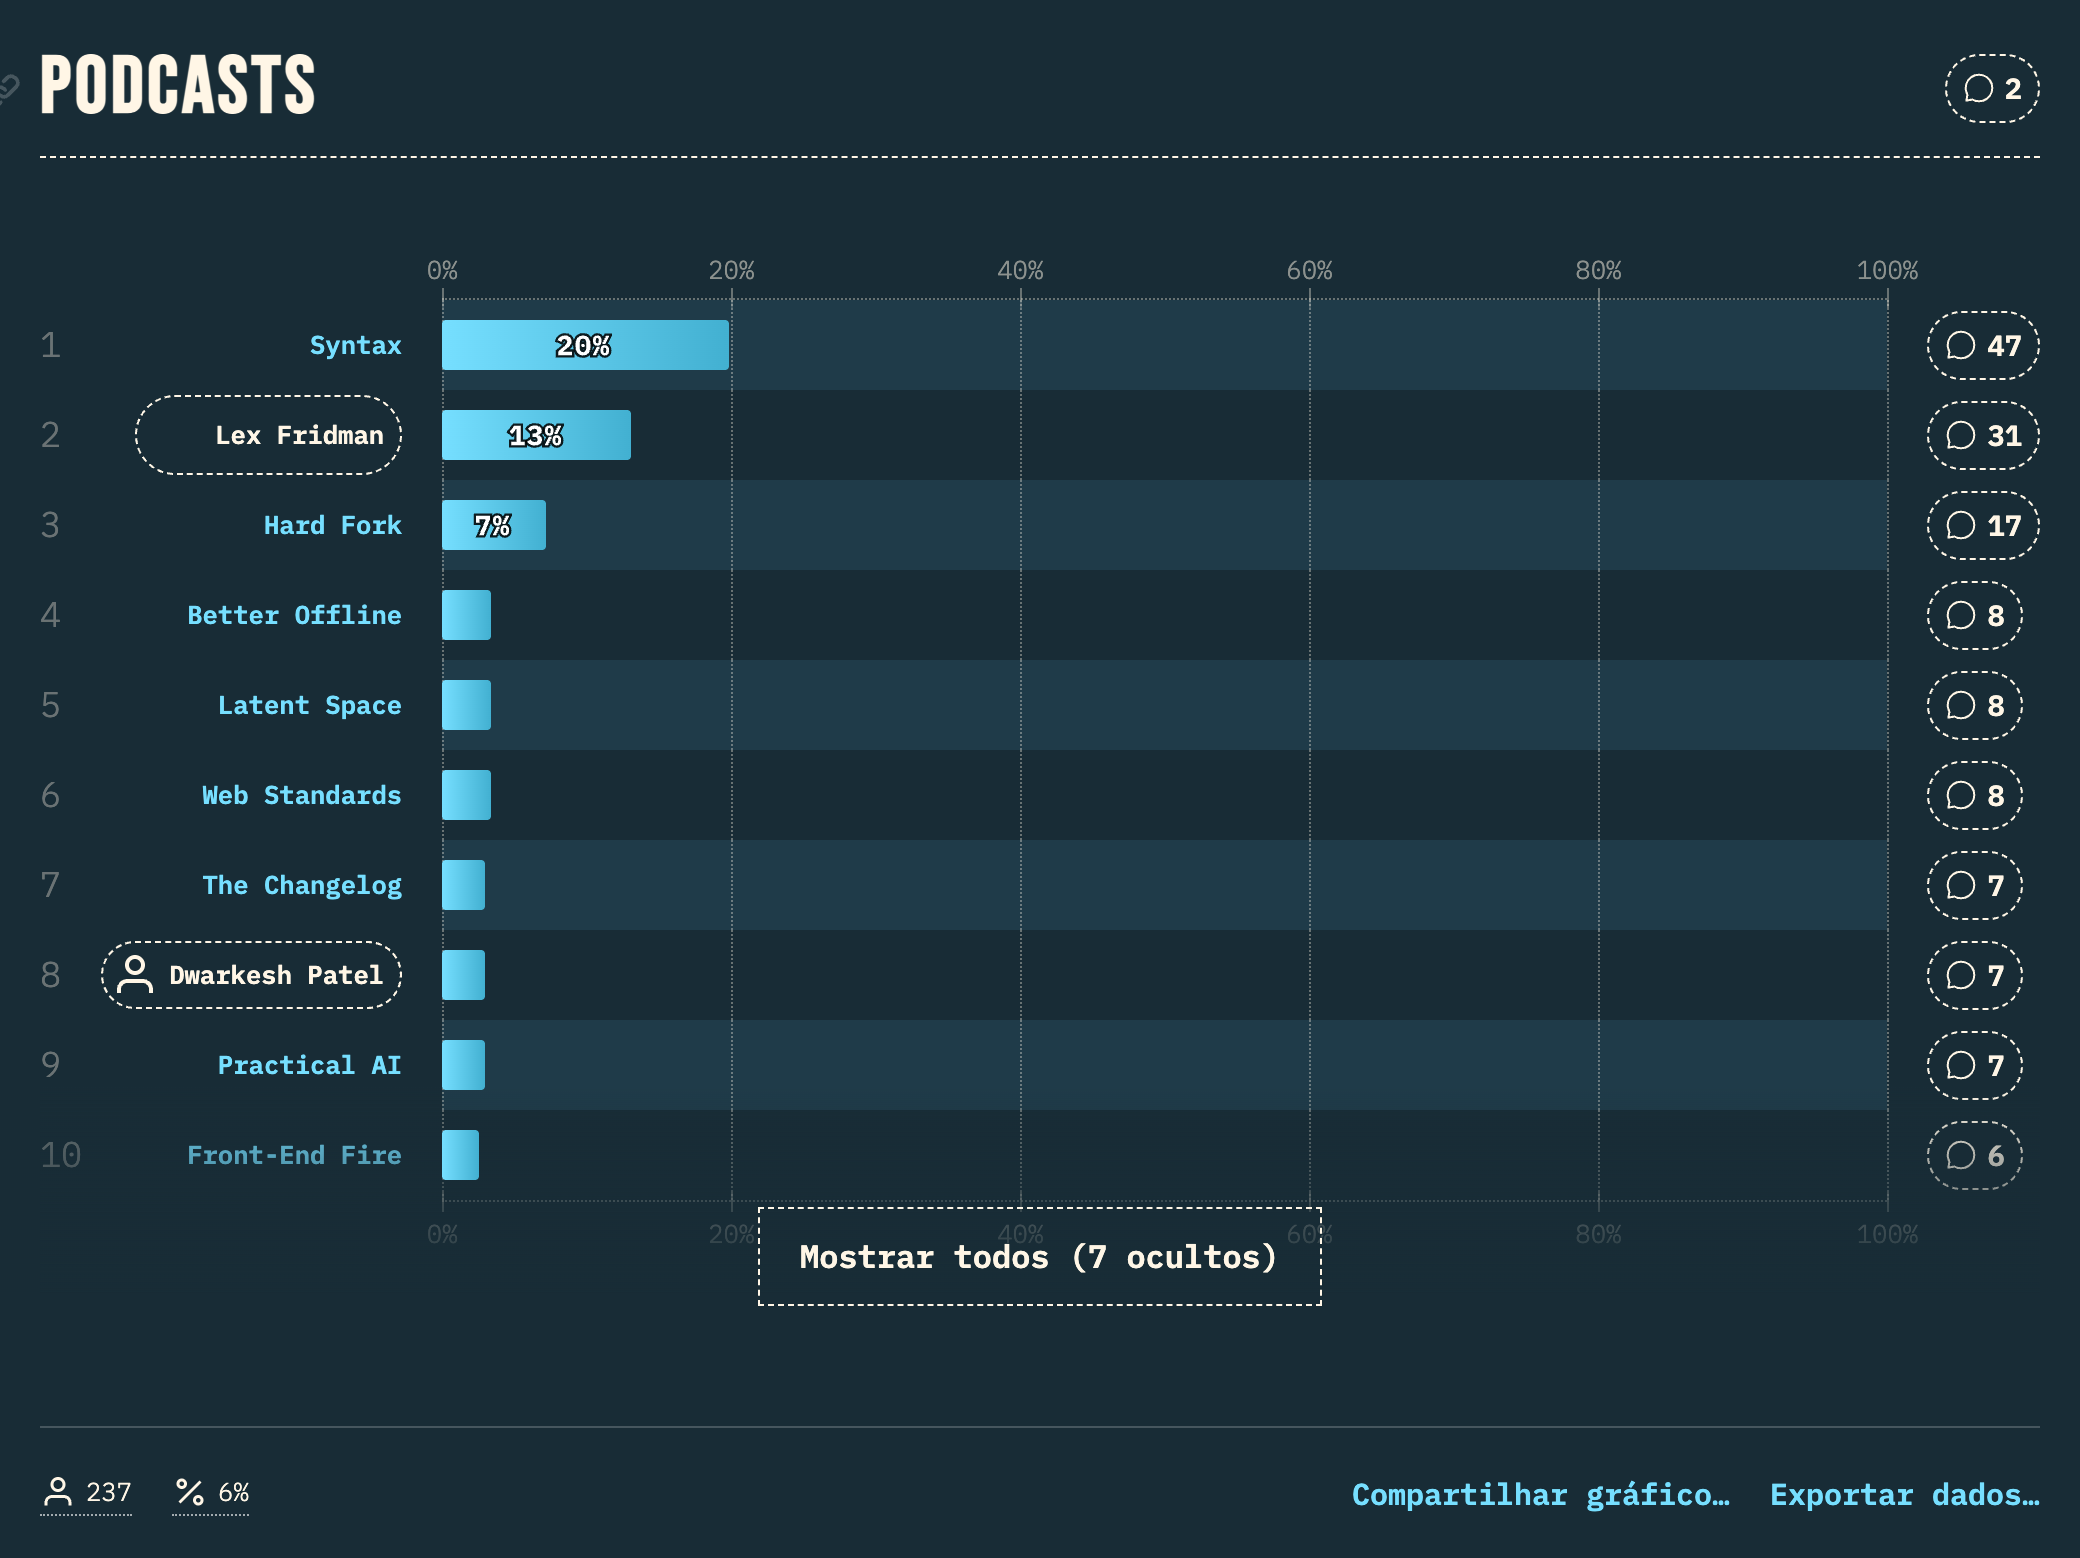 PODCASTS
2
0% 20% 40% 60% 80% 100%
1 Syntax 20% 47
2 Lex Fridman 13% 31
3 Hard Fork 7% 17
4 Better Offline 8
5 Latent Space 8
6 Web Standards 8
7 The Changelog 7
8 Dwarkesh Patel 7
9 Practical AI 7
10 Front-End Fire 6
0% 20% 40% 60% 80% 100%
Mostrar todos (7 ocultos)
237 6% Compartilhar gráfico… Exportar dados…